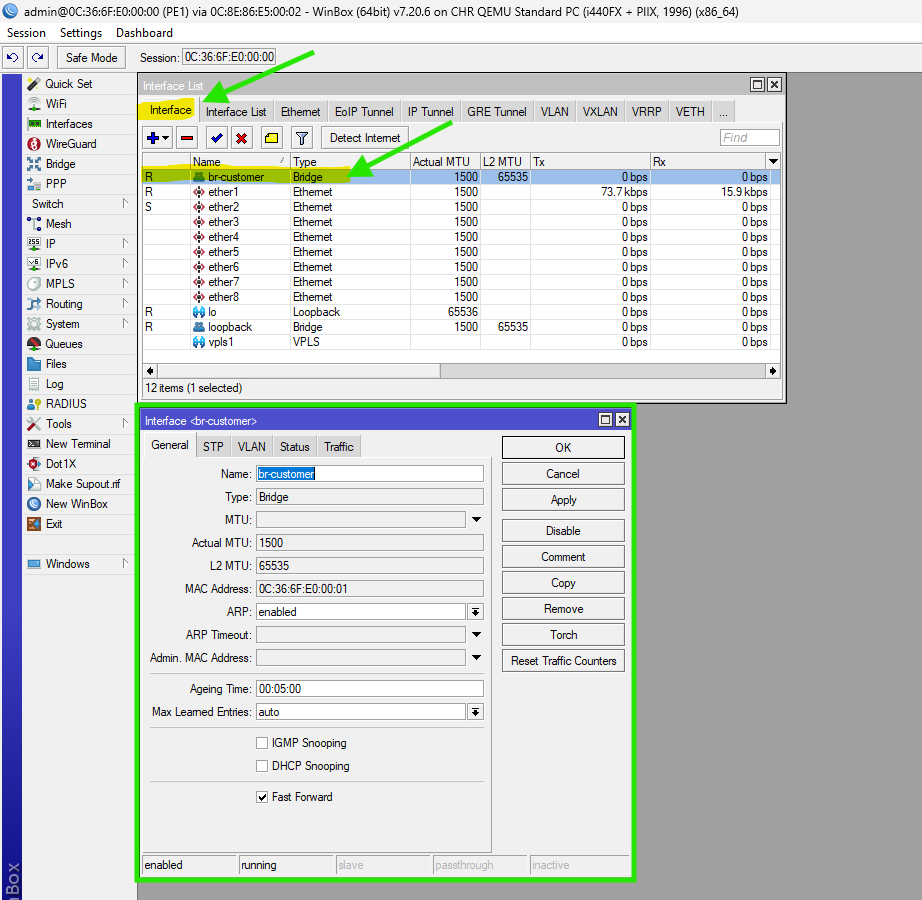 admin@0C:36:6F:E0:00:00 (PE1) via 0C:8E:86:E5:00:02 - WinBox (64bit) v7.20.6 on CHR QEMU Standard PC (i440FX + PIIX, 1996) (x86_64)
Session Settings Dashboard
Safe Mode Session: 0C:36:6F:E0:00:00
Quick Set
WiFi
Interfaces
WireGuard
Bridge
PPP
Switch
Mesh
IP
IPv6
MPLS
Routing
System
Queues
Files
Log
RADIUS
Tools
New Terminal
Dot1X
Make Supout.rif
New WinBox
Exit
Windows
nBox
Interface List
Interface Interface List Ethernet EoIP Tunnel IP Tunnel GRE Tunnel VLAN VXLAN VRRP VETH ...
Detect Internet Find
Name Type Actual MTU L2 MTU Tx Rx
R br-customer Bridge 1500 65535 0 bps 0 bps
R ether1 Ethernet 1500 73.7 kbps 15.9 kbps
S ether2 Ethernet 1500 0 bps 0 bps
ether3 Ethernet 1500 0 bps 0 bps
ether4 Ethernet 1500 0 bps 0 bps
ether5 Ethernet 1500 0 bps 0 bps
ether6 Ethernet 1500 0 bps 0 bps
ether7 Ethernet 1500 0 bps 0 bps
ether8 Ethernet 1500 0 bps 0 bps
R lo Loopback 65536 0 bps 0 bps
R loopback Bridge 1500 65535 0 bps 0 bps
vpls1 VPLS 0 bps 0 bps
12 items (1 selected)
Interface <br-customer>
General STP VLAN Status Traffic
Name: br-customer
Type: Bridge
MTU:
Actual MTU: 1500
L2 MTU: 65535
MAC Address: 0C:36:6F:E0:00:01
ARP: enabled
ARP Timeout:
Admin. MAC Address:
Ageing Time: 00:05:00
Max Learned Entries: auto
IGMP Snooping
DHCP Snooping
Fast Forward
OK
Cancel
Apply
Disable
Comment
Copy
Remove
Torch
Reset Traffic Counters
enabled running slave passthrough inactive